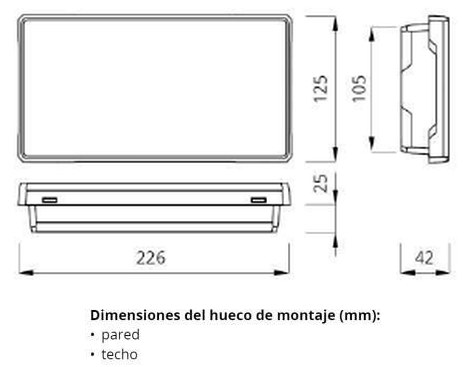 125
105
25
226
42
Dimensiones del hueco de montaje (mm):
• pared
• techo